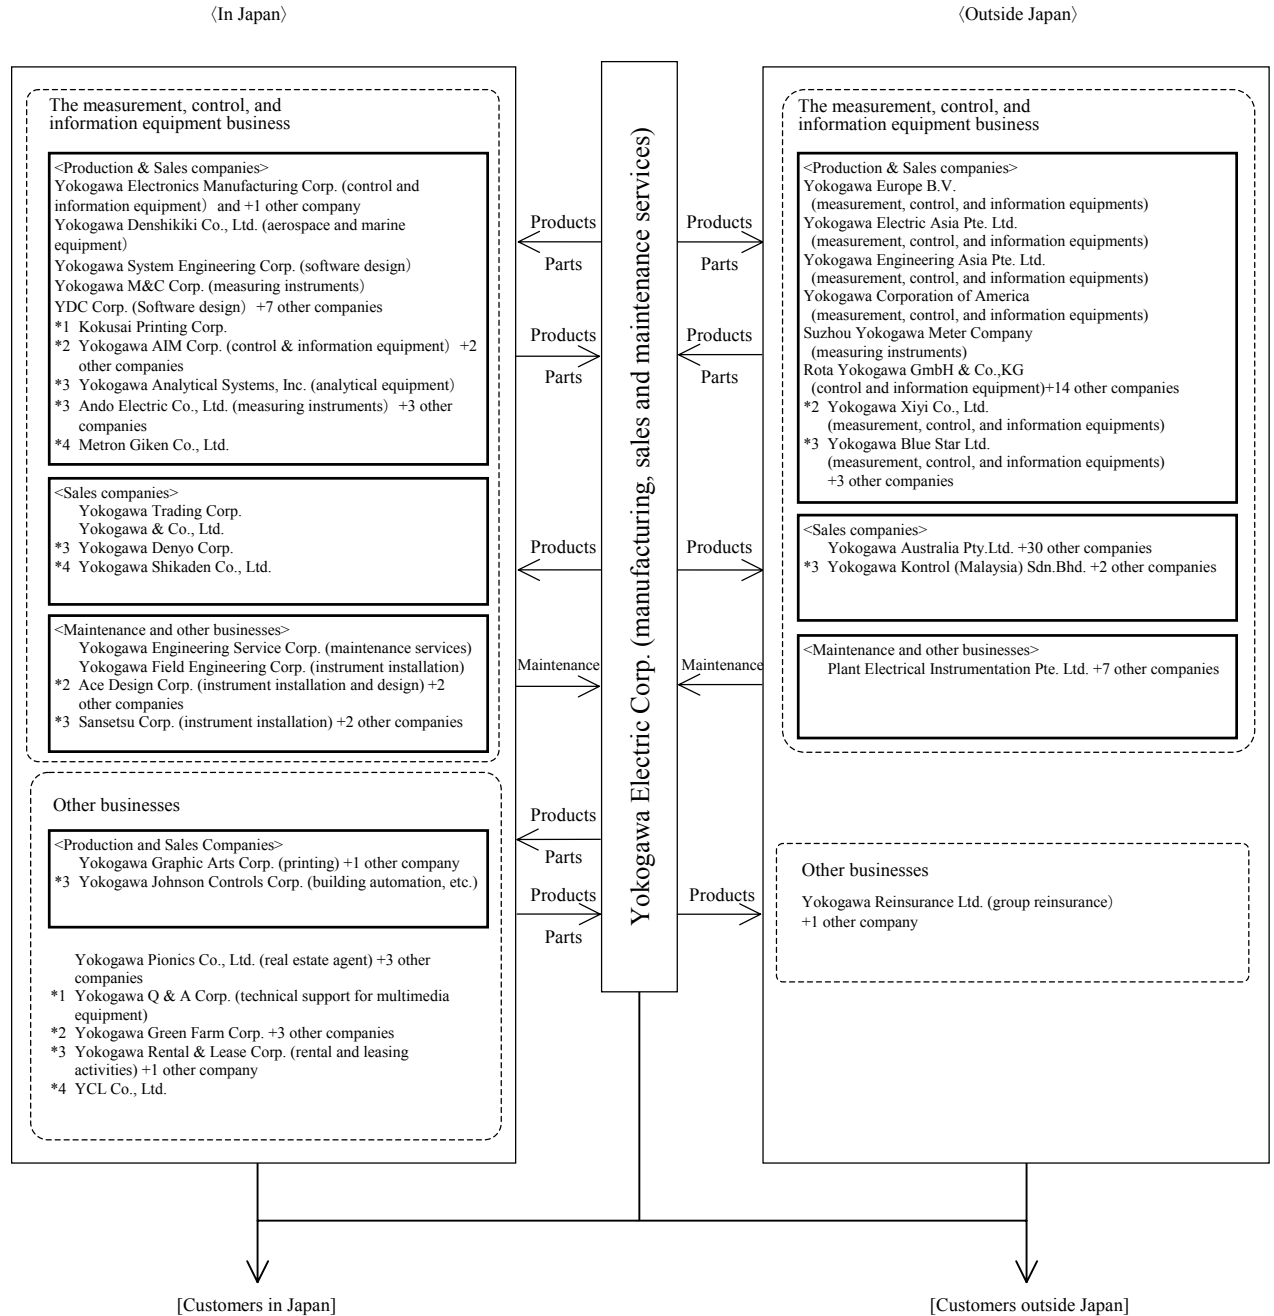 〈In Japan〉
〈Outside Japan〉
The measurement, control, and
information equipment business
<Production & Sales companies>
Yokogawa Electronics Manufacturing Corp. (control and
information equipment） and +1 other company
Yokogawa Denshikiki Co., Ltd. (aerospace and marine
equipment）
Yokogawa System Engineering Corp. (software design）
Yokogawa M&C Corp. (measuring instruments）
YDC Corp. (Software design） +7 other companies
*1 Kokusai Printing Corp.
*2 Yokogawa AIM Corp. (control & information equipment） +2
other companies
*3 Yokogawa Analytical Systems, Inc. (analytical equipment）
*3 Ando Electric Co., Ltd. (measuring instruments） +3 other
companies
*4 Metron Giken Co., Ltd.
<Sales companies>
Yokogawa Trading Corp.
Yokogawa & Co., Ltd.
*3 Yokogawa Denyo Corp.
*4 Yokogawa Shikaden Co., Ltd.
<Maintenance and other businesses>
Yokogawa Engineering Service Corp. (maintenance services)
Yokogawa Field Engineering Corp. (instrument installation)
*2 Ace Design Corp. (instrument installation and design) +2
other companies
*3 Sansetsu Corp. (instrument installation) +2 other companies
Other businesses
<Production and Sales Companies>
Yokogawa Graphic Arts Corp. (printing) +1 other company
*3 Yokogawa Johnson Controls Corp. (building automation, etc.)
Yokogawa Pionics Co., Ltd. (real estate agent) +3 other
companies
*1 Yokogawa Q & A Corp. (technical support for multimedia
equipment)
*2 Yokogawa Green Farm Corp. +3 other companies
*3 Yokogawa Rental & Lease Corp. (rental and leasing
activities) +1 other company
*4 YCL Co., Ltd.
Products
Parts
Products
Parts
Products
Maintenance
Products
Parts
Products
Parts
Yokogawa Electric Corp. (manufacturing, sales and maintenance services)
Products
Parts
Products
Parts
Products
Maintenance
Products
The measurement, control, and
information equipment business
<Production & Sales companies>
Yokogawa Europe B.V.
(measurement, control, and information equipments)
Yokogawa Electric Asia Pte. Ltd.
(measurement, control, and information equipments)
Yokogawa Engineering Asia Pte. Ltd.
(measurement, control, and information equipments)
Yokogawa Corporation of America
(measurement, control, and information equipments)
Suzhou Yokogawa Meter Company
(measuring instruments)
Rota Yokogawa GmbH & Co.,KG
(control and information equipment)+14 other companies
*2 Yokogawa Xiyi Co., Ltd.
(measurement, control, and information equipments)
*3 Yokogawa Blue Star Ltd.
(measurement, control, and information equipments)
+3 other companies
<Sales companies>
Yokogawa Australia Pty.Ltd. +30 other companies
*3 Yokogawa Kontrol (Malaysia) Sdn.Bhd. +2 other companies
<Maintenance and other businesses>
Plant Electrical Instrumentation Pte. Ltd. +7 other companies
Other businesses
Yokogawa Reinsurance Ltd. (group reinsurance）
+1 other company
[Customers in Japan]
[Customers outside Japan]